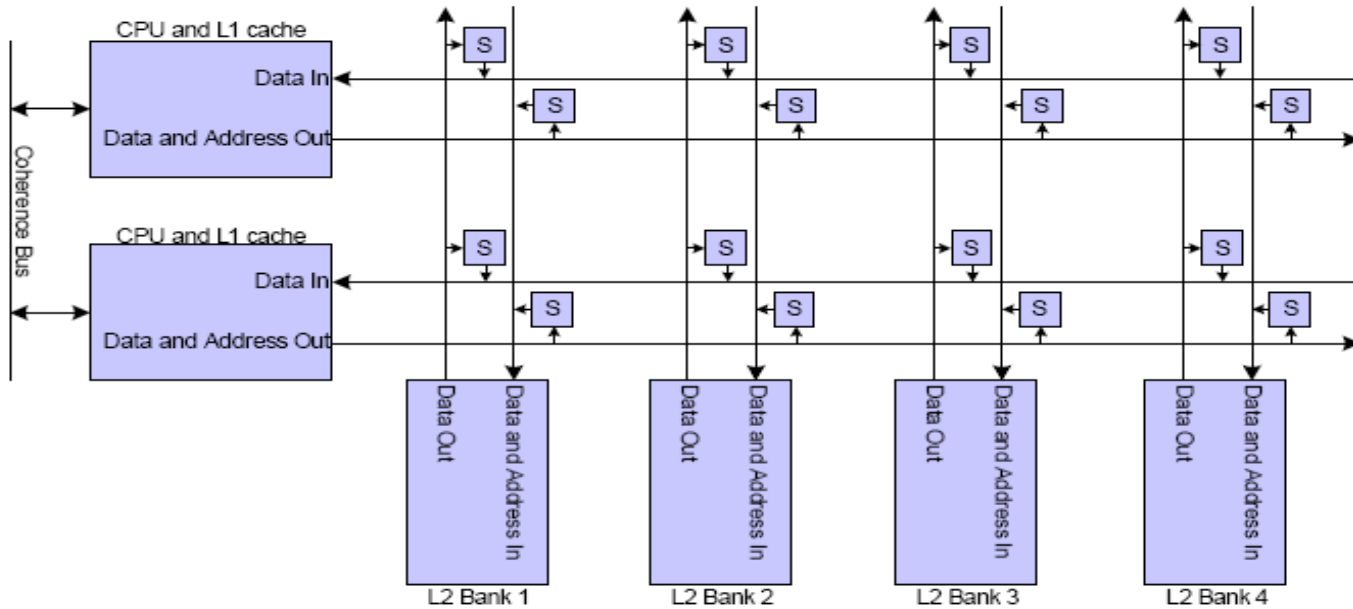 CPU and L1 cache
S S S S
Data In
S S S S
Data and Address Out
Coherence Bus
CPU and L1 cache
S S S S
Data In
S S S S
Data and Address Out
Data Out
Data and Address In
Data Out
Data and Address In
Data Out
Data and Address In
Data Out
Data and Address In
L2 Bank 1
L2 Bank 2
L2 Bank 3
L2 Bank 4